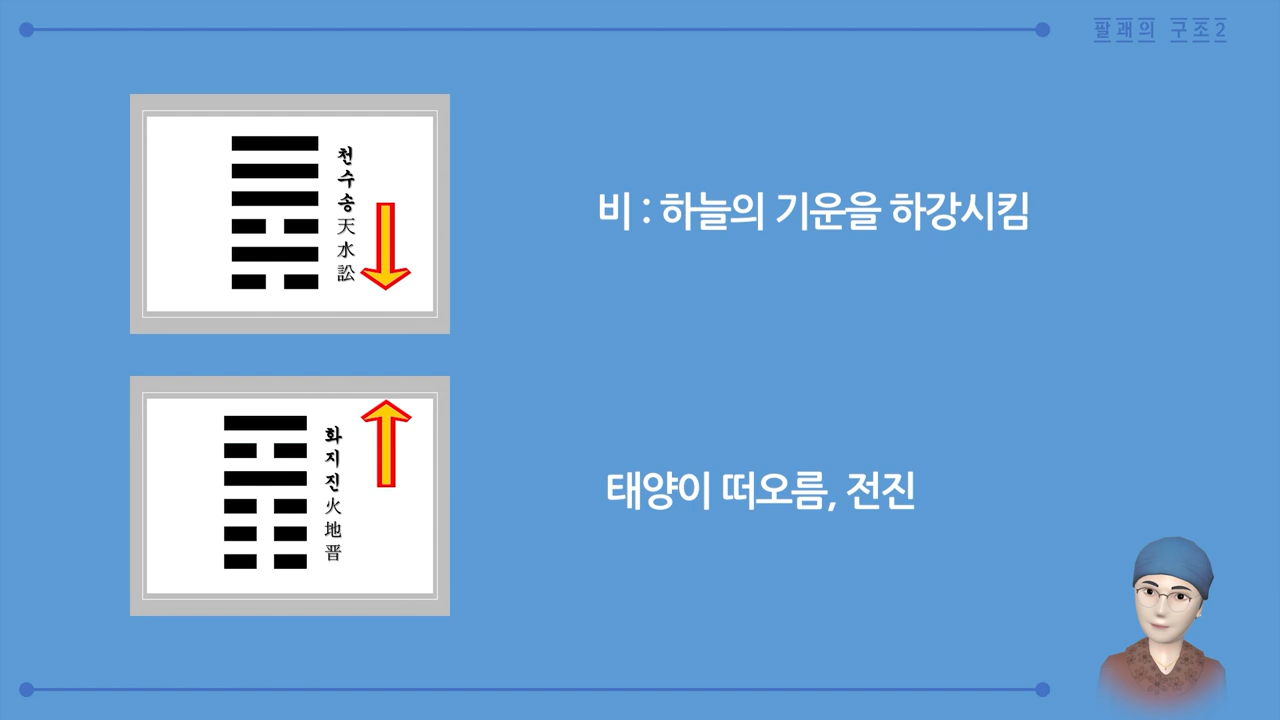 팔괘의 구조2
천수송天水訟
비 : 하늘의 기운을 하강시킴
화지진火地晋
태양이 떠오름, 전진